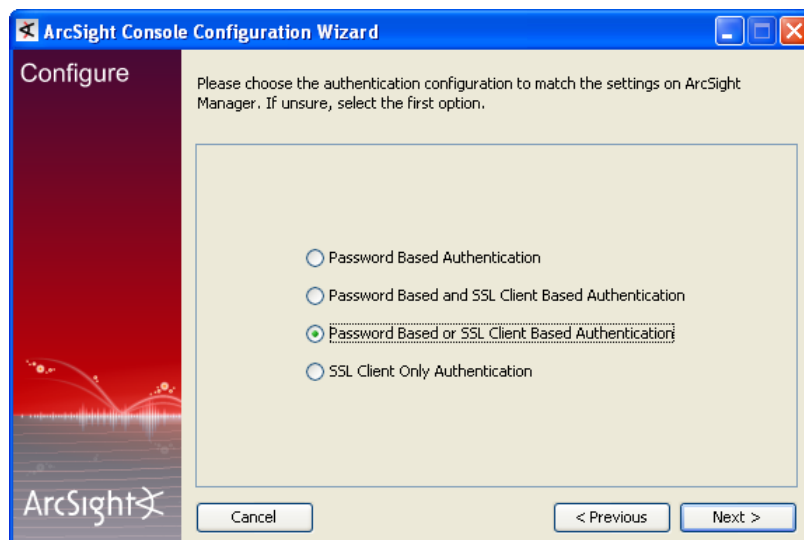 ArcSight Console Configuration Wizard
Configure
Please choose the authentication configuration to match the settings on ArcSight
Manager. If unsure, select the first option.
Password Based Authentication
Password Based and SSL Client Based Authentication
Password Based or SSL Client Based Authentication
SSL Client Only Authentication
ArcSight
Cancel
< Previous
Next >